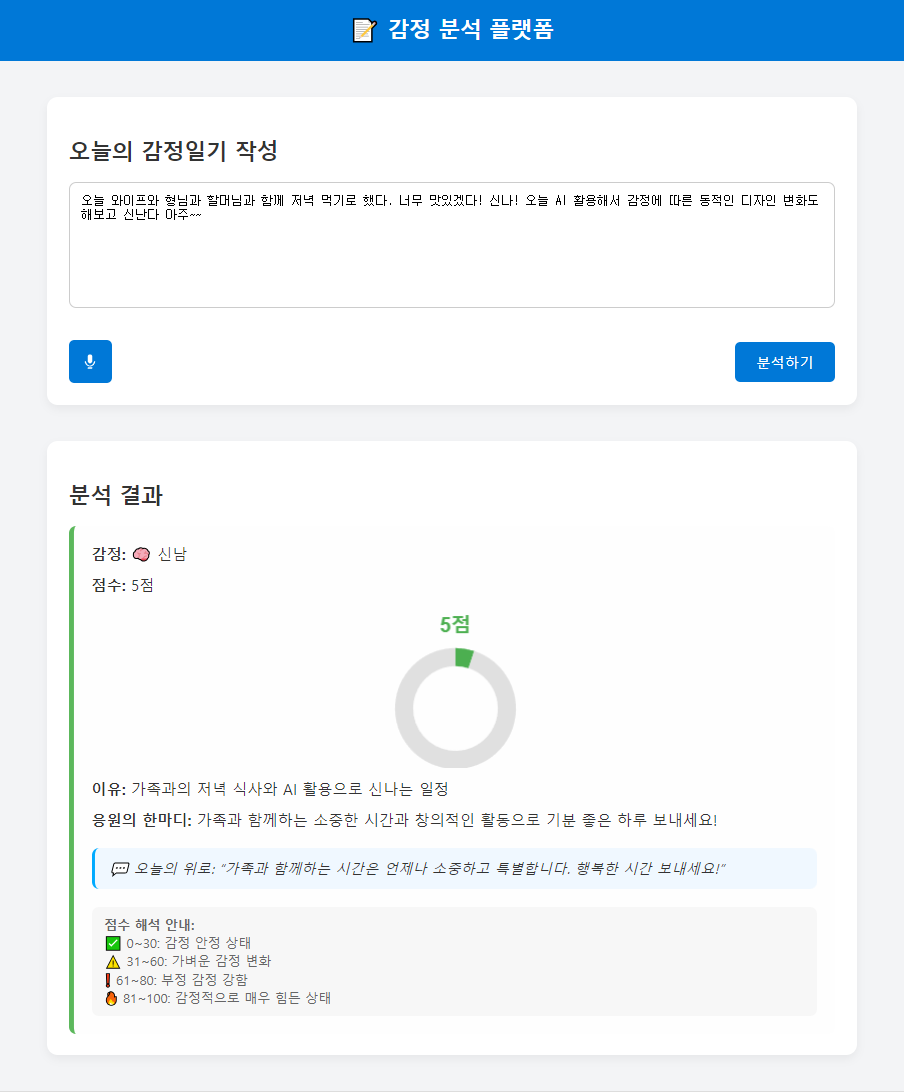 📝 감정 분석 플랫폼
오늘의 감정일기 작성
오늘 와이프와 형님과 할머님과 함께 저녁 먹기로 했다. 너무 맛있겠다! 신나! 오늘 AI 활용해서 감정에 따른 동적인 디자인 변화도
해보고 신난다 아주~~
분석하기
분석 결과
감정: 🧠 신남
점수: 5점
5점
이유: 가족과의 저녁 식사와 AI 활용으로 신나는 일정
응원의 한마디: 가족과 함께하는 소중한 시간과 창의적인 활동으로 기분 좋은 하루 보내세요!
💬 오늘의 위로: “가족과 함께하는 시간은 언제나 소중하고 특별합니다. 행복한 시간 보내세요!”
점수 해석 안내:
✅ 0~30: 감정 안정 상태
⚠️ 31~60: 가벼운 감정 변화
❗ 61~80: 부정 감정 강함
🔥 81~100: 감정적으로 매우 힘든 상태